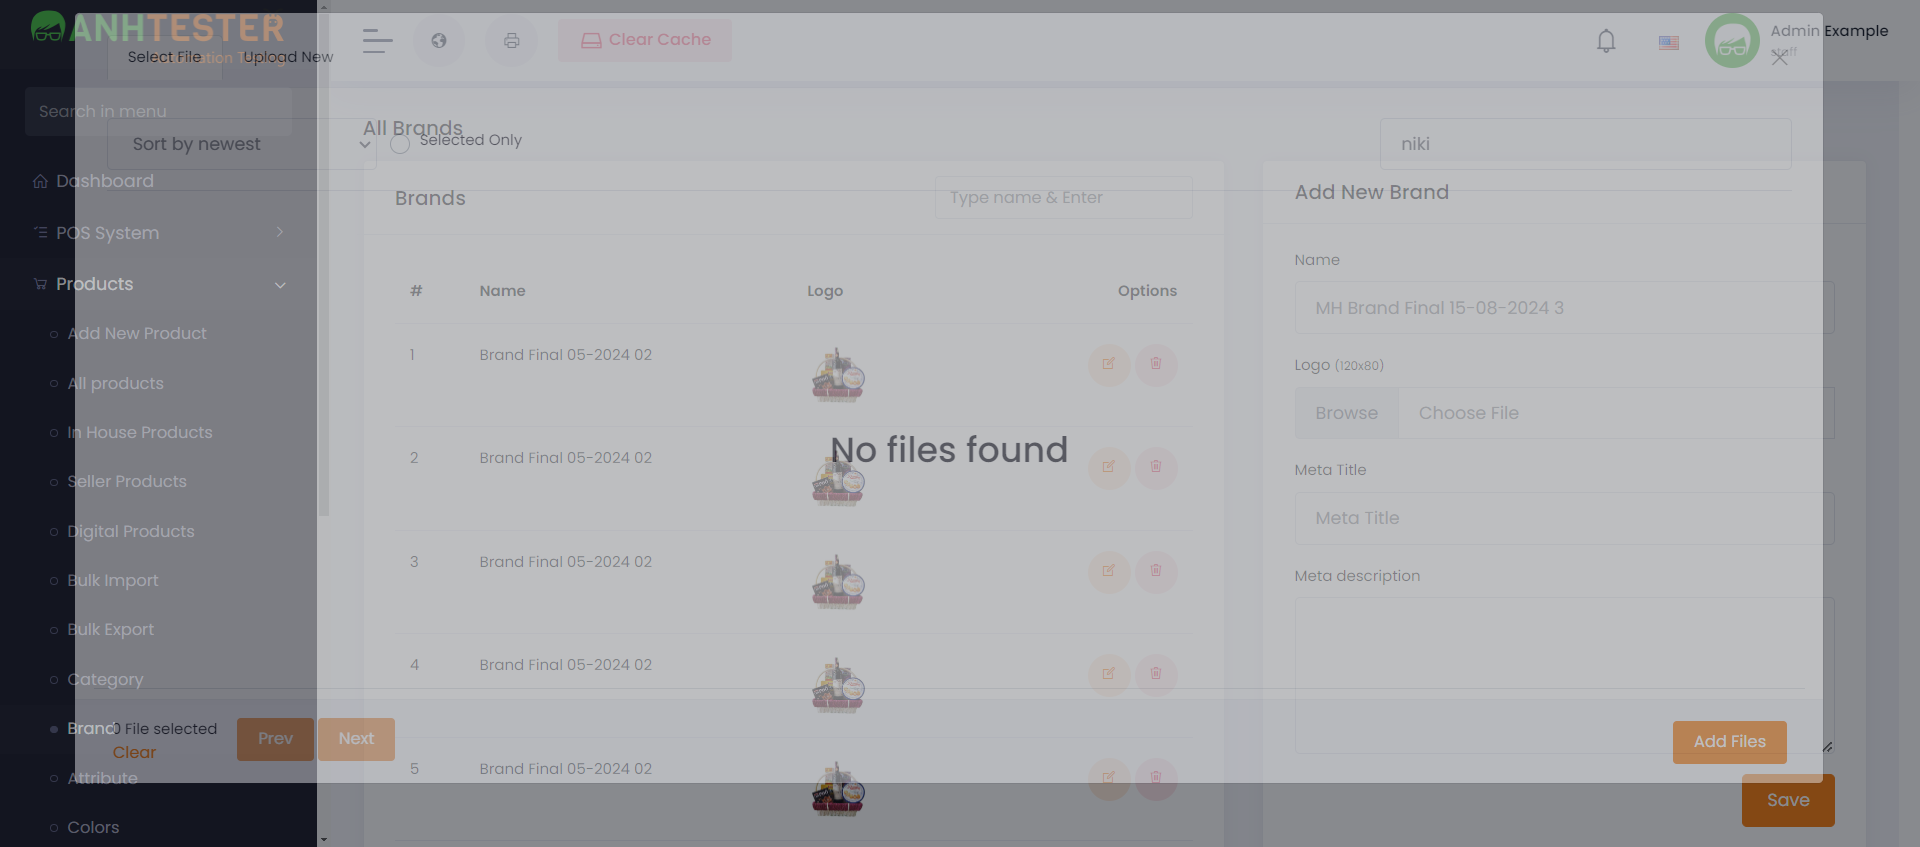 ANHTESTER
Automation Testing
Select File
Upload New
Clear Cache
Admin Example
staff
Search in menu
Sort by newest
All Brands
Selected Only
niki
Dashboard
POS System
Products
Add New Product
All products
In House Products
Seller Products
Digital Products
Bulk Import
Bulk Export
Category
Brand
Attribute
Colors
Brands
Type name & Enter
# Name Logo Options
1 Brand Final 05-2024 02
2 Brand Final 05-2024 02
3 Brand Final 05-2024 02
4 Brand Final 05-2024 02
5 Brand Final 05-2024 02
No files found
Add New Brand
Name
MH Brand Final 15-08-2024 3
Logo (120x80)
Browse Choose File
Meta Title
Meta Title
Meta description
0 File selected
Clear
Prev
Next
Add Files
Save